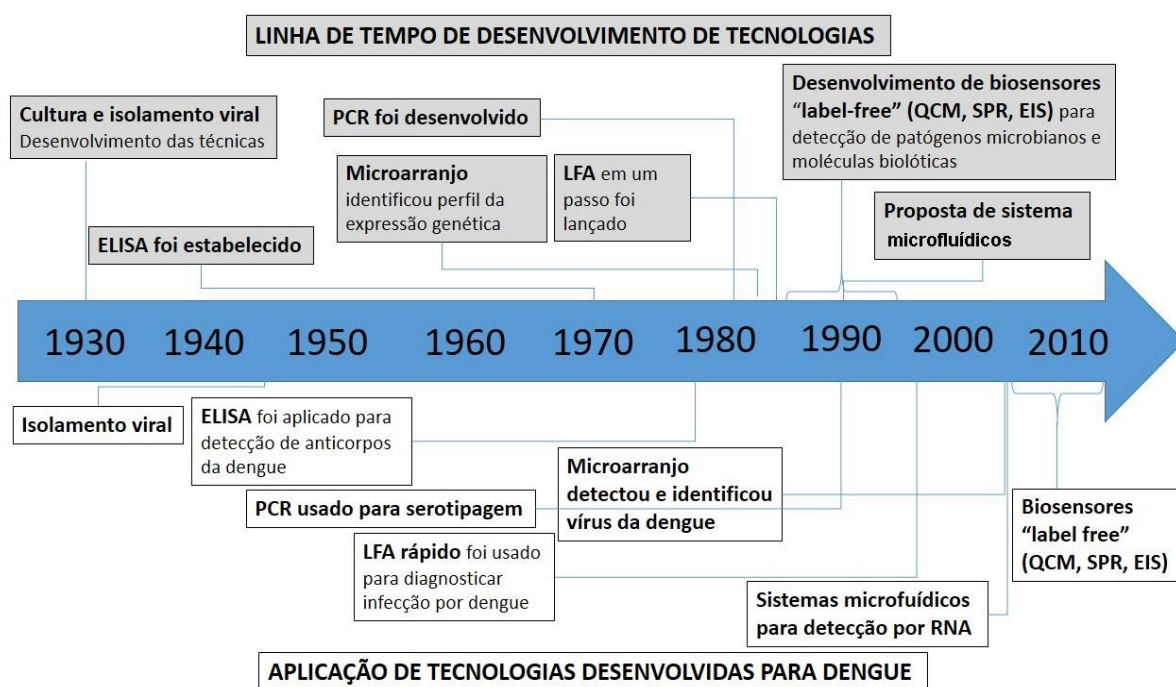 LINHA DE TEMPO DE DESENVOLVIMENTO DE TECNOLOGIAS
Cultura e isolamento viral
Desenvolvimento das técnicas
PCR foi desenvolvido
Desenvolvimento de biosensores
“label-free” (QCM, SPR, EIS) para
detecção de patógenos microbianos e
moléculas biolóticas
Microarranjo
identificou perfil da
expressão genética
LFA em um
passo foi
lançado
Proposta de sistema
microfluídicos
ELISA foi estabelecido
1930 1940 1950 1960 1970 1980 1990 2000 2010
Isolamento viral
ELISA foi aplicado para
detecção de anticorpos
da dengue
PCR usado para serotipagem
Microarranjo
detectou e identificou
vírus da dengue
LFA rápido foi usado
para diagnosticar
infecção por dengue
Biosensores
“label free”
(QCM, SPR, EIS)
Sistemas microfuídicos
para detecção por RNA
APLICAÇÃO DE TECNOLOGIAS DESENVOLVIDAS PARA DENGUE